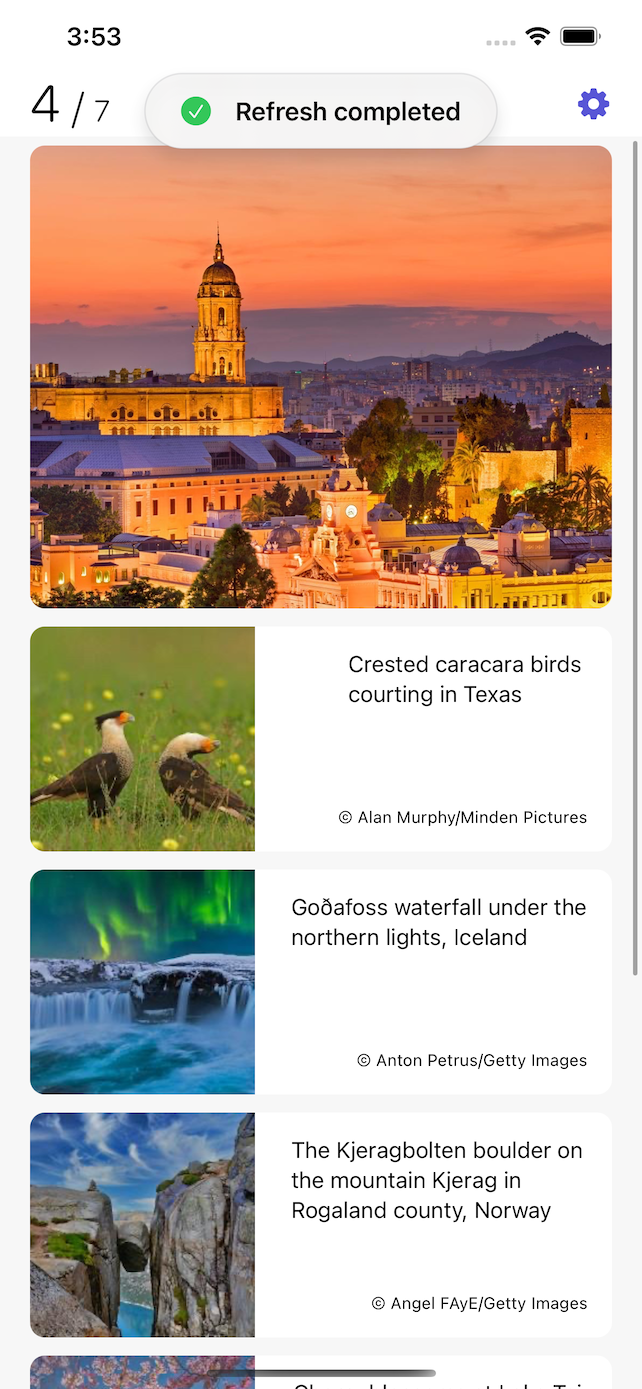 3:53
4 / 7
Refresh completed
Crested caracara birds
courting in Texas
© Alan Murphy/Minden Pictures
Goðafoss waterfall under the
northern lights, Iceland
© Anton Petrus/Getty Images
The Kjeragbolten boulder on
the mountain Kjerag in
Rogaland county, Norway
© Angel FAyE/Getty Images